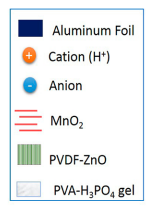 Aluminum Foil
+ Cation (H⁺)
- Anion
MnO₂
PVDF-ZnO
PVA-H₃PO₄ gel